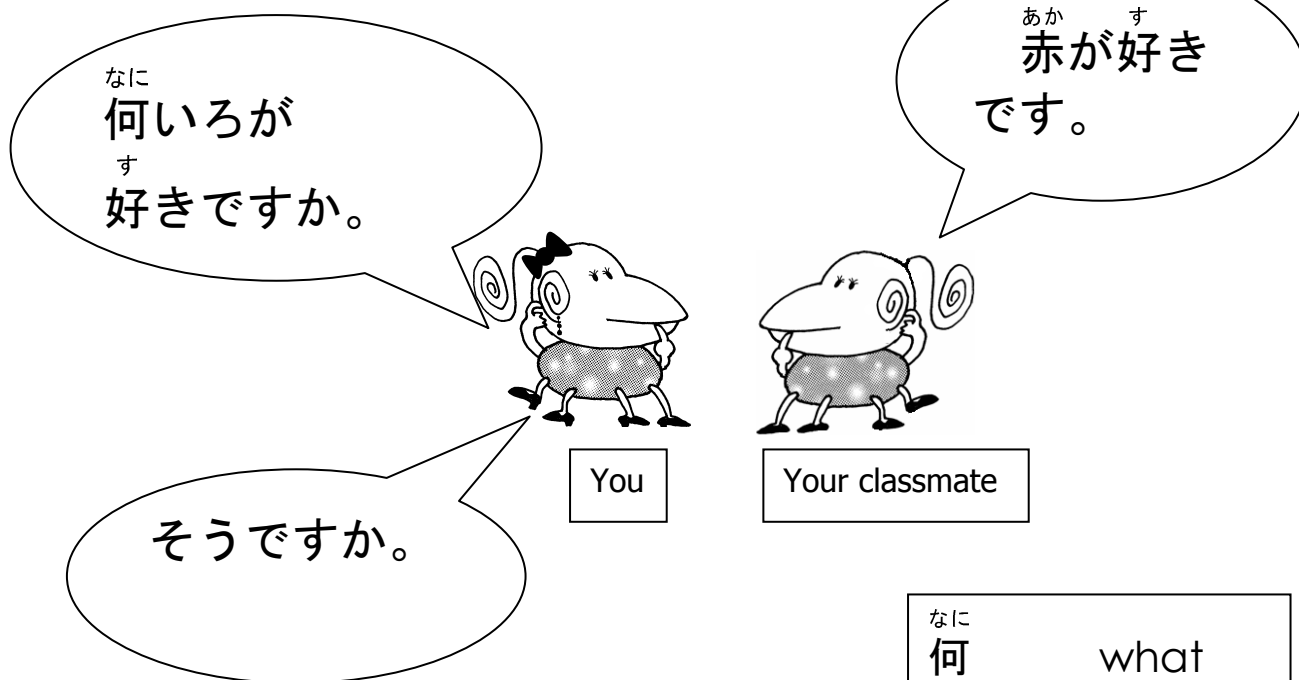 なに
何いろが
す
好きですか。
あか す
赤が好き
です。
そうですか。
You
Your classmate
なに
何 what